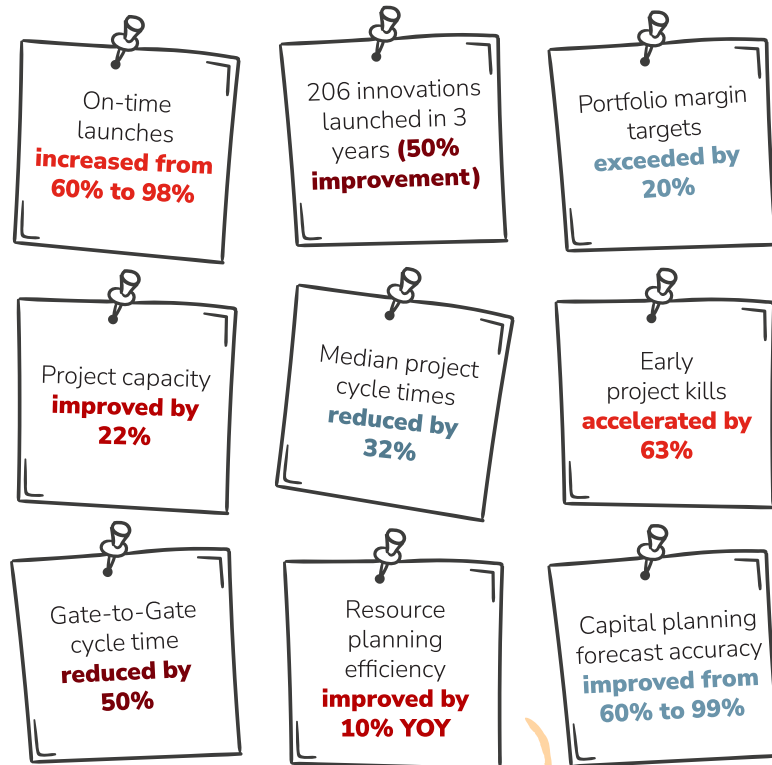 On-time
launches
increased from
60% to 98%
206 innovations
launched in 3
years (50%
improvement)
Portfolio margin
targets
exceeded by
20%
Project capacity
improved by
22%
Median project
cycle times
reduced by
32%
Early
project kills
accelerated by
63%
Gate-to-Gate
cycle time
reduced by
50%
Resource
planning
efficiency
improved by
10% YOY
Capital planning
forecast accuracy
improved from
60% to 99%